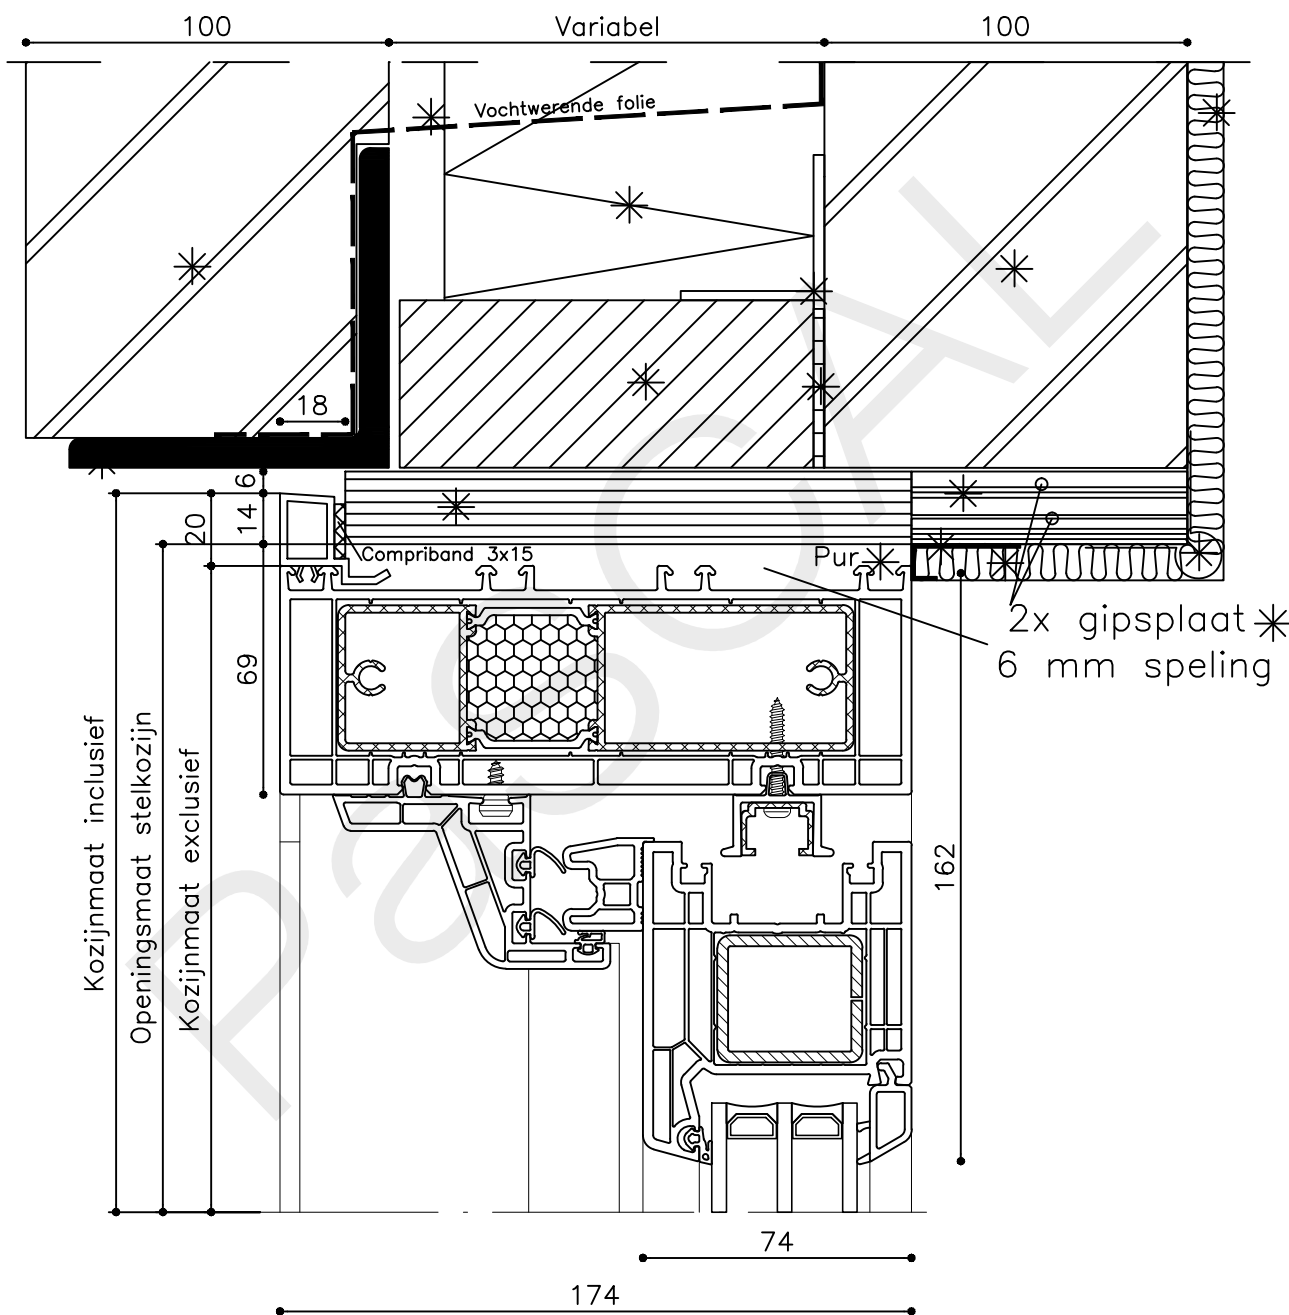 100
Variabel
100
Vochtwerende folie
18
6
14
20
Compriband 3x15
Pur
2x gipsplaat
6 mm speling
69
Kozijnmaat inclusief
Openingsmaat stelkozijn
Kozijnmaat exclusief
162
74
174
PasCAL